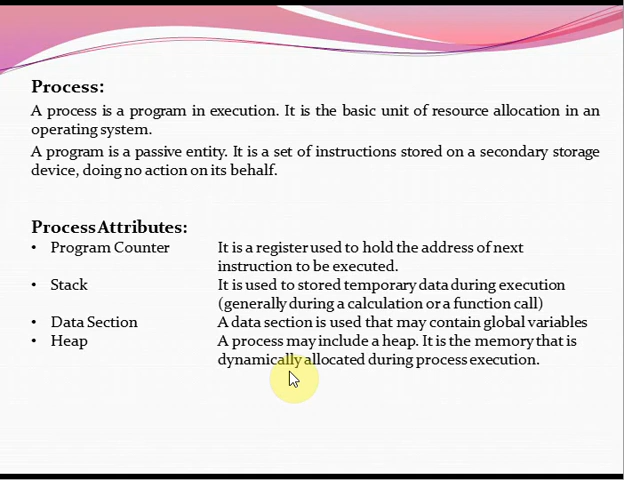 Process:
A process is a program in execution. It is the basic unit of resource allocation in an
operating system.
A program is a passive entity. It is a set of instructions stored on a secondary storage
device, doing no action on its behalf.
Process Attributes:
• Program Counter It is a register used to hold the address of next
instruction to be executed.
• Stack It is used to stored temporary data during execution
(generally during a calculation or a function call)
• Data Section A data section is used that may contain global variables
• Heap A process may include a heap. It is the memory that is
dynamically allocated during process execution.